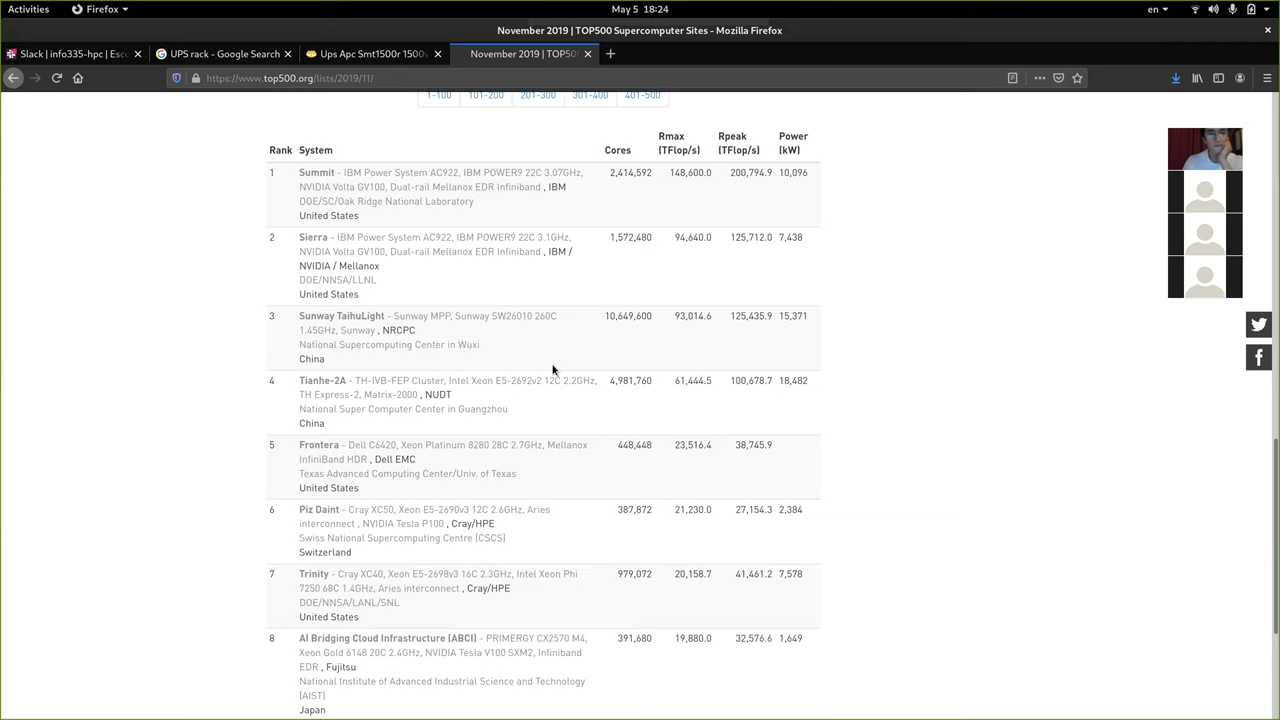 Activities
Firefox
May 5 18:24
en
November 2019 | TOP500 Supercomputer Sites - Mozilla Firefox
Slack | info335-hpc | Esc
UPS rack - Google Search
Ups Apc Smt1500r 1500v
November 2019 | TOP50
https://www.top500.org/lists/2019/11/
1-100 101-200 201-300 301-400 401-500
Rank System Cores Rmax (TFlop/s) Rpeak (TFlop/s) Power (kW)
1 Summit - IBM Power System AC922, IBM POWER9 22C 3.07GHz, 2,414,592 148,600.0 200,794.9 10,096
NVIDIA Volta GV100, Dual-rail Mellanox EDR Infiniband , IBM
DOE/SC/Oak Ridge National Laboratory
United States
2 Sierra - IBM Power System AC922, IBM POWER9 22C 3.1GHz, 1,572,480 94,640.0 125,712.0 7,438
NVIDIA Volta GV100, Dual-rail Mellanox EDR Infiniband , IBM /
NVIDIA / Mellanox
DOE/NNSA/LLNL
United States
3 Sunway TaihuLight - Sunway MPP, Sunway SW26010 260C 10,649,600 93,014.6 125,435.9 15,371
1.45GHz, Sunway , NRCPC
National Supercomputing Center in Wuxi
China
4 Tianhe-2A - TH-IVB-FEP Cluster, Intel Xeon E5-2692v2 12C 2.2GHz, 4,981,760 61,444.5 100,678.7 18,482
TH Express-2, Matrix-2000 , NUDT
National Super Computer Center in Guangzhou
China
5 Frontera - Dell C6420, Xeon Platinum 8280 28C 2.7GHz, Mellanox 448,448 23,516.4 38,745.9
InfiniBand HDR , Dell EMC
Texas Advanced Computing Center/Univ. of Texas
United States
6 Piz Daint - Cray XC50, Xeon E5-2690v3 12C 2.6GHz, Aries 387,872 21,230.0 27,154.3 2,384
interconnect , NVIDIA Tesla P100 , Cray/HPE
Swiss National Supercomputing Centre (CSCS)
Switzerland
7 Trinity - Cray XC40, Xeon E5-2698v3 16C 2.3GHz, Intel Xeon Phi 979,072 20,158.7 41,461.2 7,578
7250 68C 1.4GHz, Aries interconnect , Cray/HPE
DOE/NNSA/LANL/SNL
United States
8 AI Bridging Cloud Infrastructure (ABCI) - PRIMERGY CX2570 M4, 391,680 19,880.0 32,576.6 1,649
Xeon Gold 6148 20C 2.4GHz, NVIDIA Tesla V100 SXM2, Infiniband
EDR , Fujitsu
National Institute of Advanced Industrial Science and Technology
(AIST)
Japan